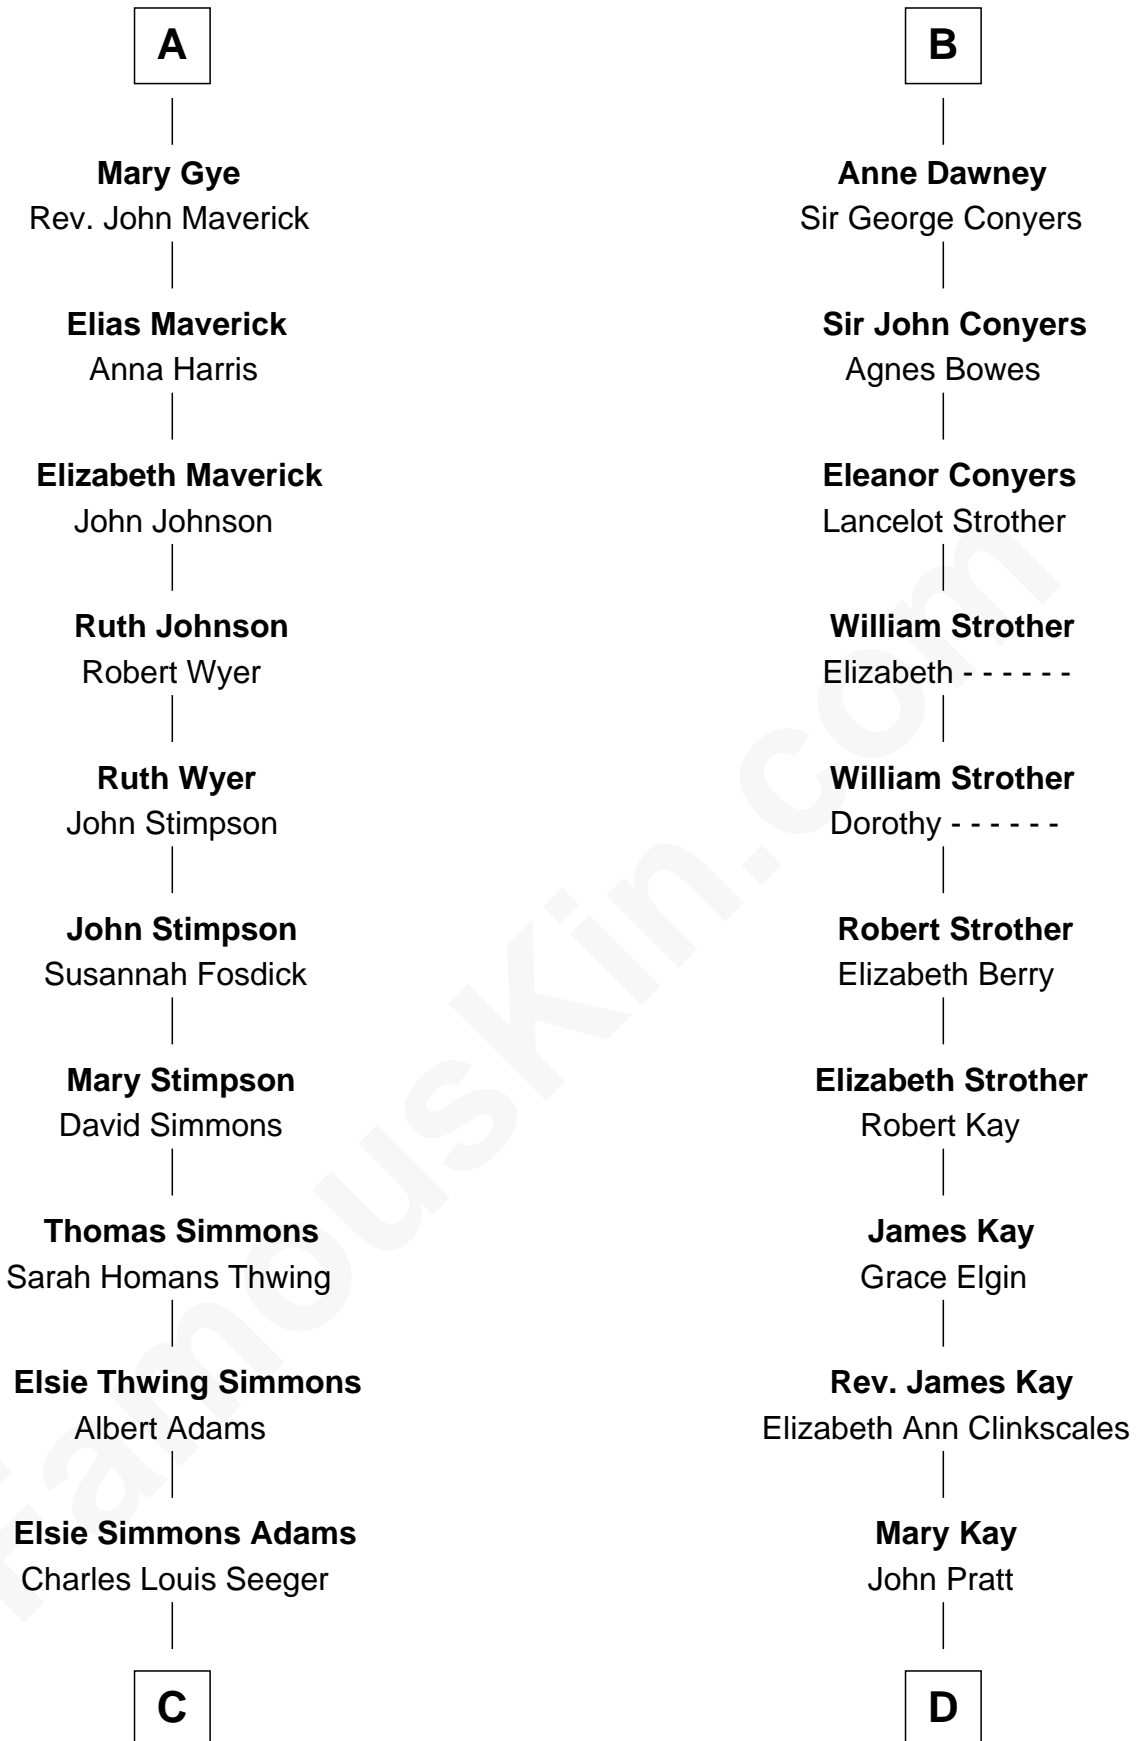 A
Mary Gye
Rev. John Maverick
Elias Maverick
Anna Harris
Elizabeth Maverick
John Johnson
Ruth Johnson
Robert Wyer
Ruth Wyer
John Stimpson
John Stimpson
Susannah Fosdick
Mary Stimpson
David Simmons
Thomas Simmons
Sarah Homans Thwing
Elsie Thwing Simmons
Albert Adams
Elsie Simmons Adams
Charles Louis Seeger
C
B
Anne Dawney
Sir George Conyers
Sir John Conyers
Agnes Bowes
Eleanor Conyers
Lancelot Strother
William Strother
Elizabeth - - - - - -
William Strother
Dorothy - - - - - -
Robert Strother
Elizabeth Berry
Elizabeth Strother
Robert Kay
James Kay
Grace Elgin
Rev. James Kay
Elizabeth Ann Clinkscales
Mary Kay
John Pratt
D
FamousKin.com